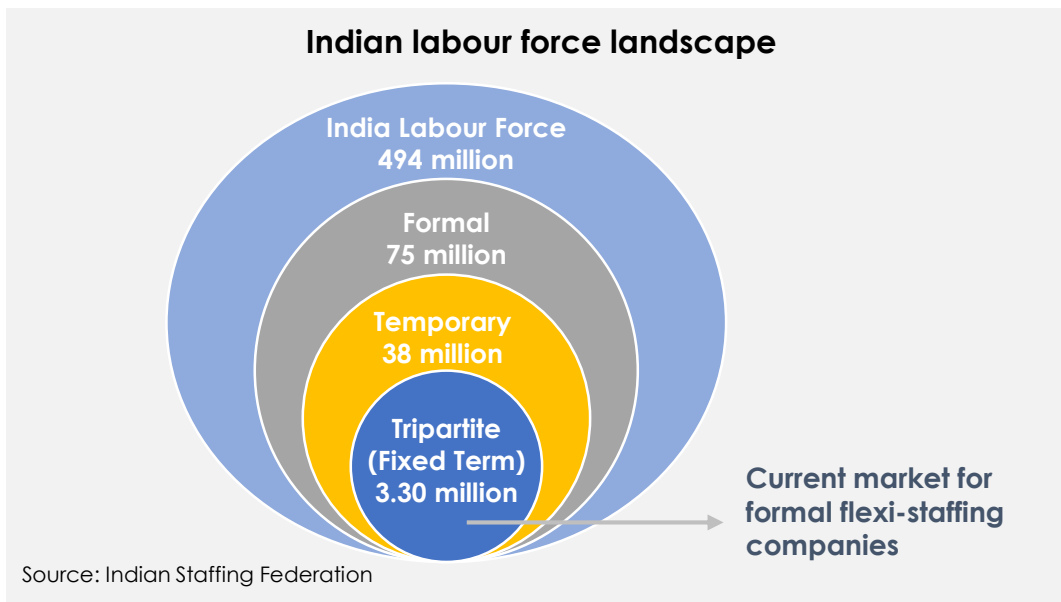 Indian labour force landscape
India Labour Force
494 million
Formal
75 million
Temporary
38 million
Tripartite
(Fixed Term)
3.30 million
Current market for
formal flexi-staffing
companies
Source: Indian Staffing Federation